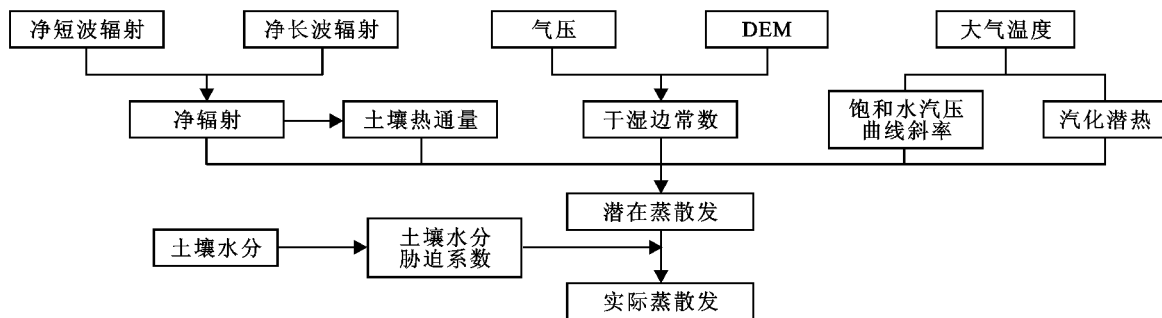 净短波辐射
净长波辐射
气压
DEM
大气温度
净辐射
土壤热通量
干湿边常数
饱和水汽压
曲线斜率
汽化潜热
潜在蒸散发
土壤水分
土壤水分
胁迫系数
实际蒸散发